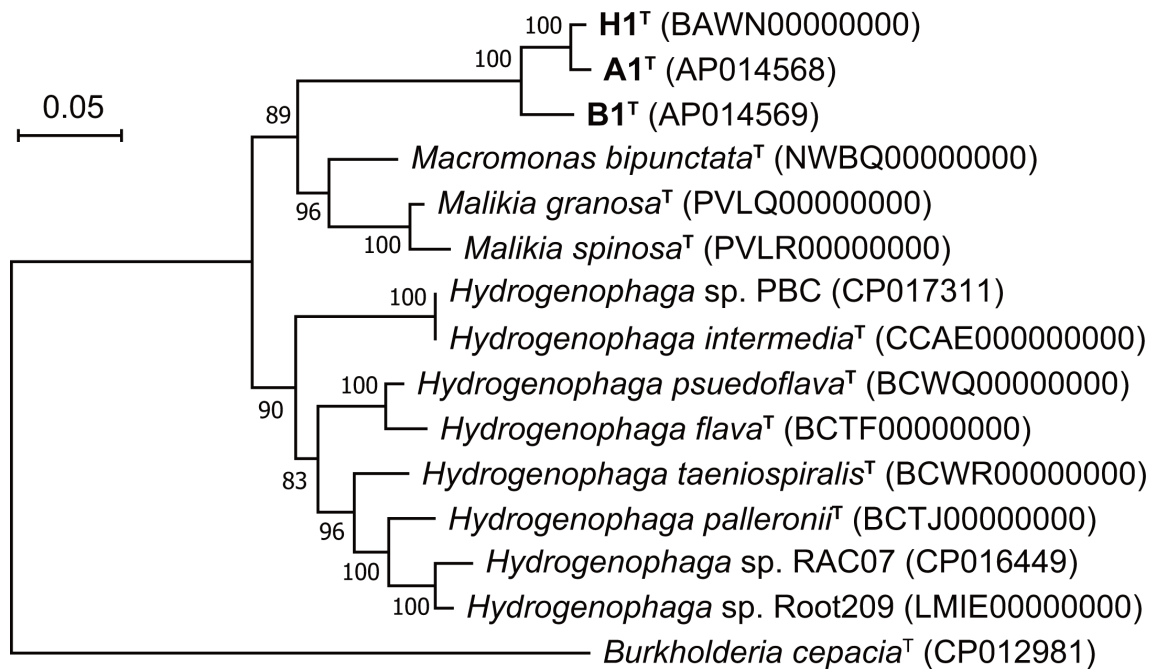 100 H1ᵀ (BAWN00000000)
100 A1ᵀ (AP014568)
B1ᵀ (AP014569)
0.05
89
Macromonas bipunctataᵀ (NWBQ00000000)
96
Malikia granosaᵀ (PVLQ00000000)
100 Malikia spinosaᵀ (PVLR00000000)
100 Hydrogenophaga sp. PBC (CP017311)
Hydrogenophaga intermediaᵀ (CCAE000000000)
100 Hydrogenophaga psuedoflavaᵀ (BCWQ00000000)
90
Hydrogenophaga flavaᵀ (BCTF00000000)
83
Hydrogenophaga taeniospiralisᵀ (BCWR00000000)
96
Hydrogenophaga palleroniiᵀ (BCTJ00000000)
100
Hydrogenophaga sp. RAC07 (CP016449)
100 Hydrogenophaga sp. Root209 (LMIE00000000)
Burkholderia cepaciaᵀ (CP012981)